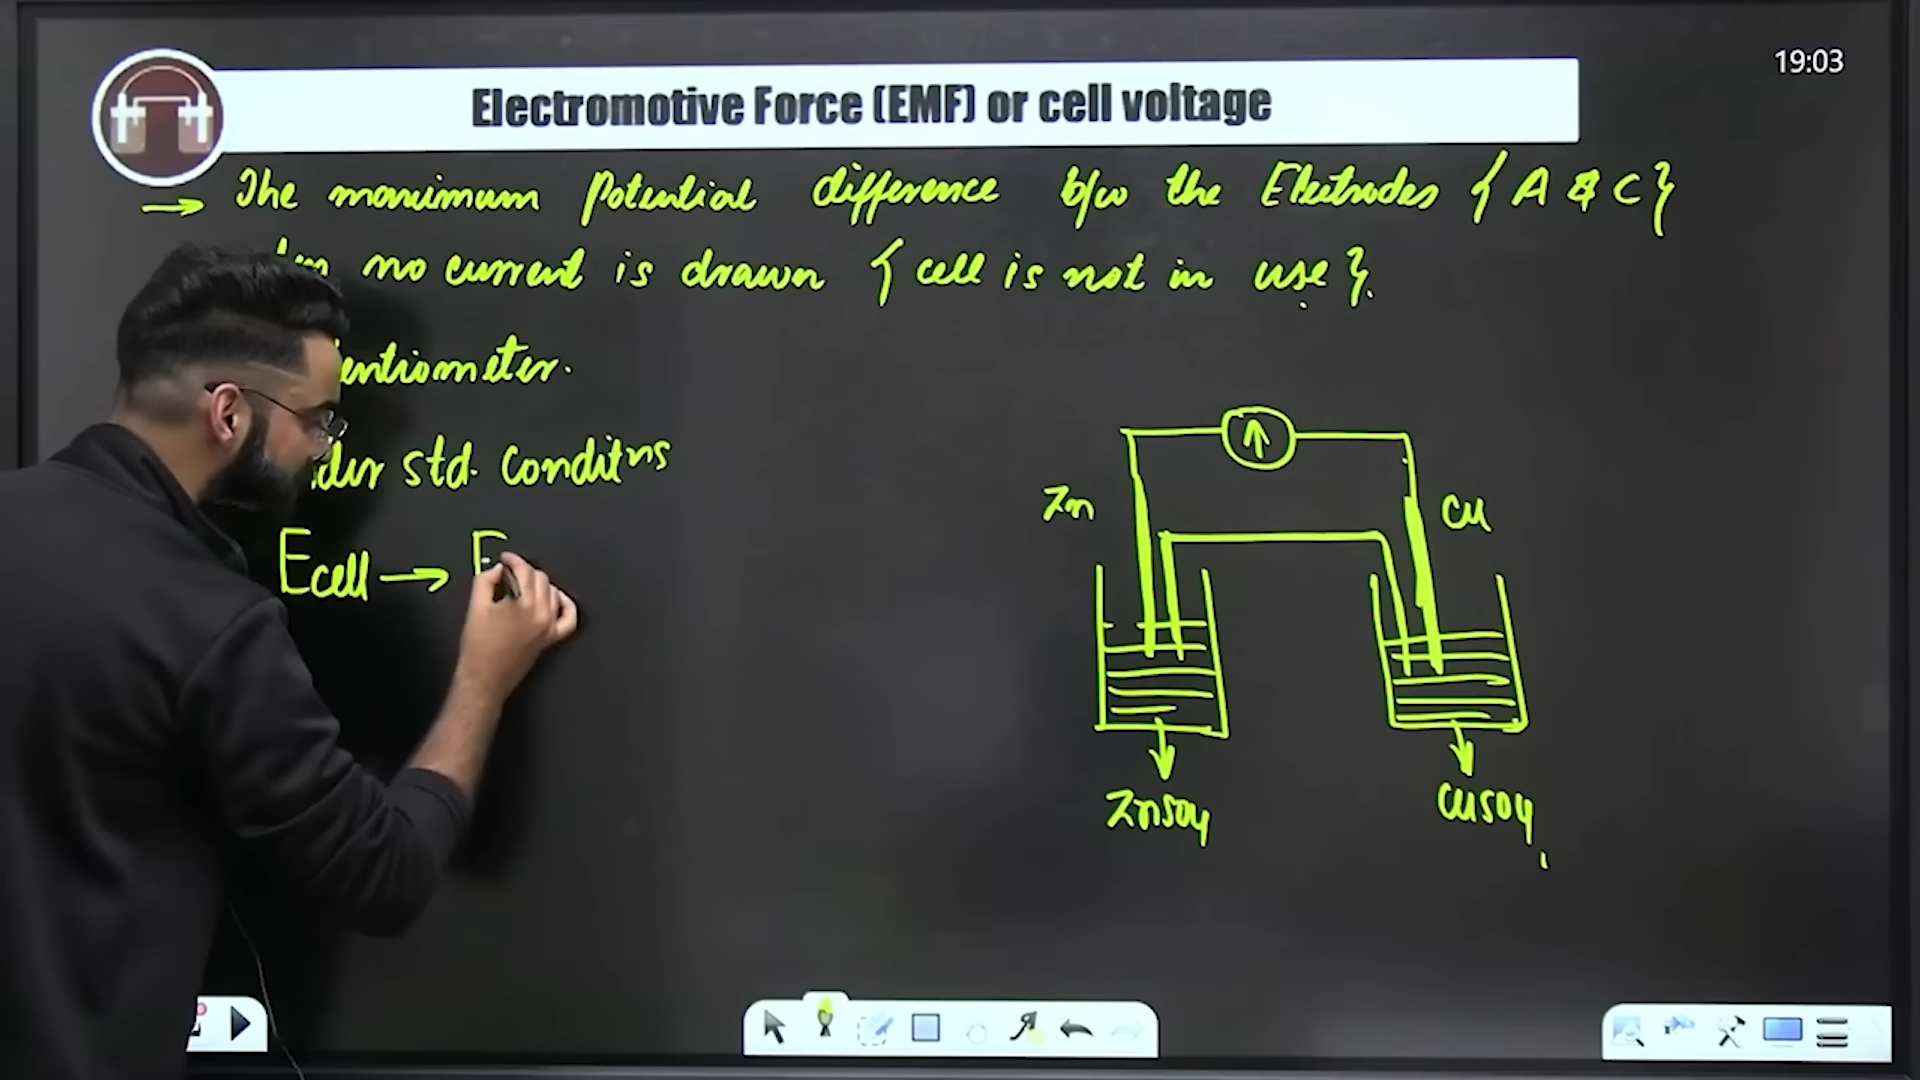 19:03
Electromotive Force (EMF) or cell voltage
→ The maximum potential difference b/w the Electrodes { A & C }
no current is drawn { cell is not in use }.
entiometer.
std. Conditns
Ecell → E
Zn
Cu
ZnSO4
CuSO4